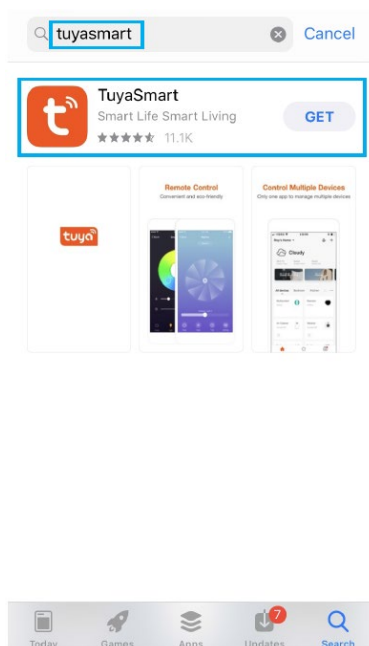 tuyasmart
Cancel
TuyaSmart
Smart Life Smart Living
GET
11.1K
tuya
Remote Control
Convenient and eco-friendly
Control Multiple Devices
Only one app to manage multiple devices
Cloudy
7
Today
Games
Apps
Updates
Search